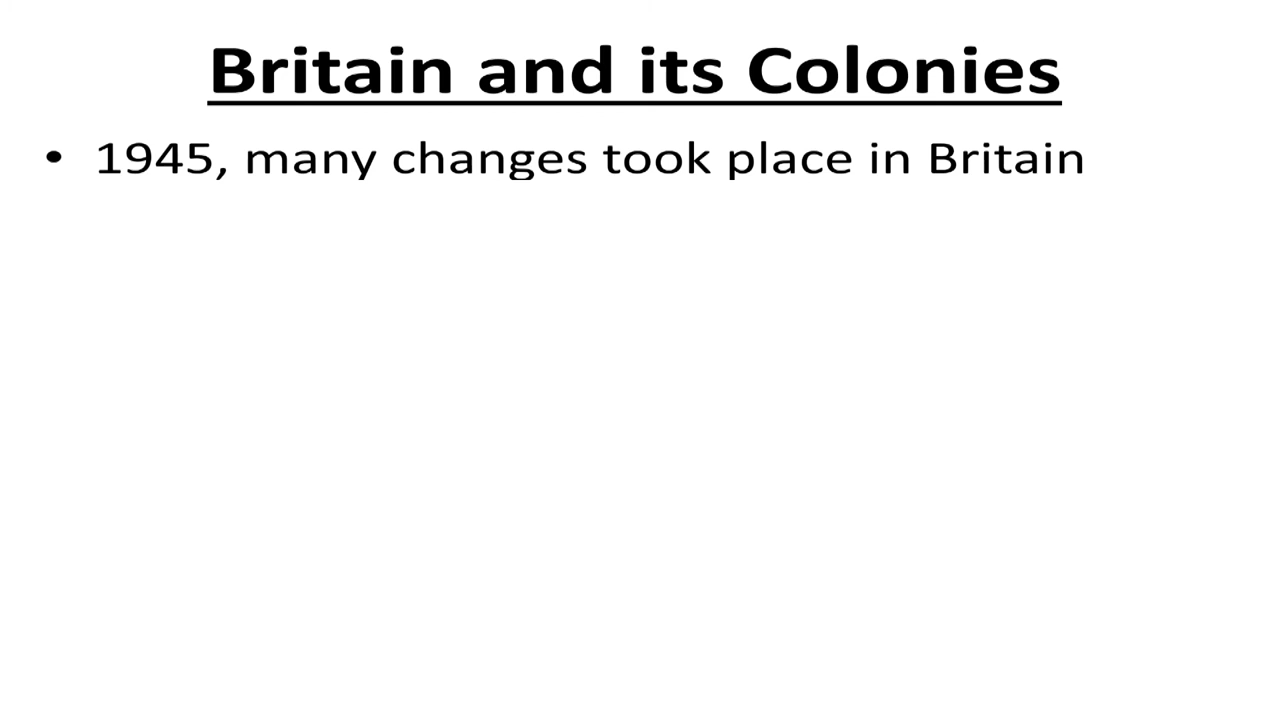 Britain and its Colonies
• 1945, many changes took place in Britain